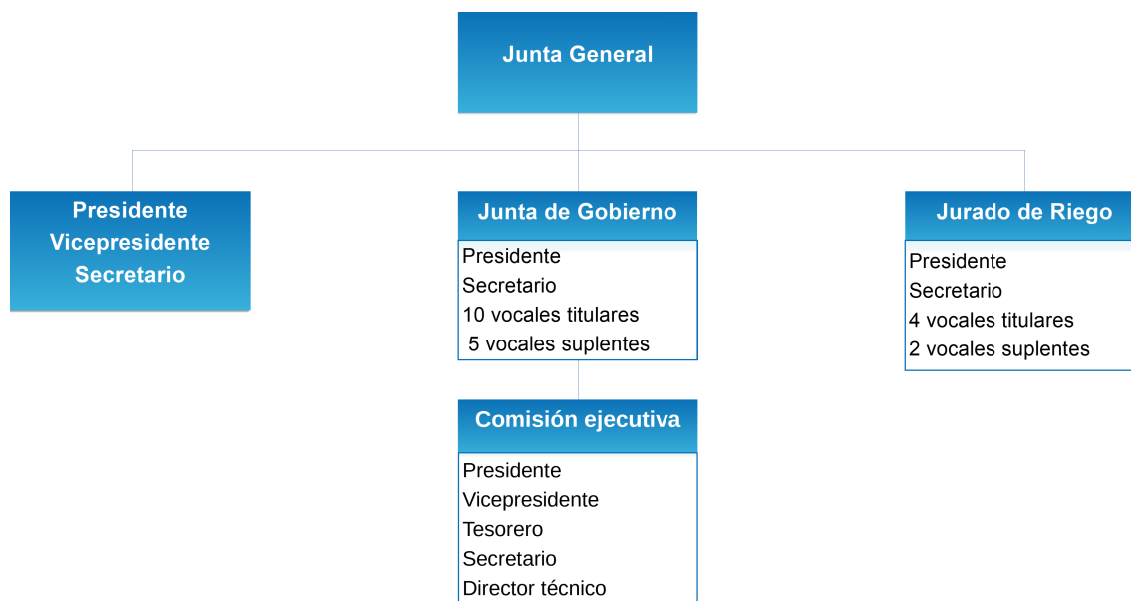 Junta General
Presidente
Vicepresidente
Secretario
Junta de Gobierno
Presidente
Secretario
10 vocales titulares
5 vocales suplentes
Jurado de Riego
Presidente
Secretario
4 vocales titulares
2 vocales suplentes
Comisión ejecutiva
Presidente
Vicepresidente
Tesorero
Secretario
Director técnico